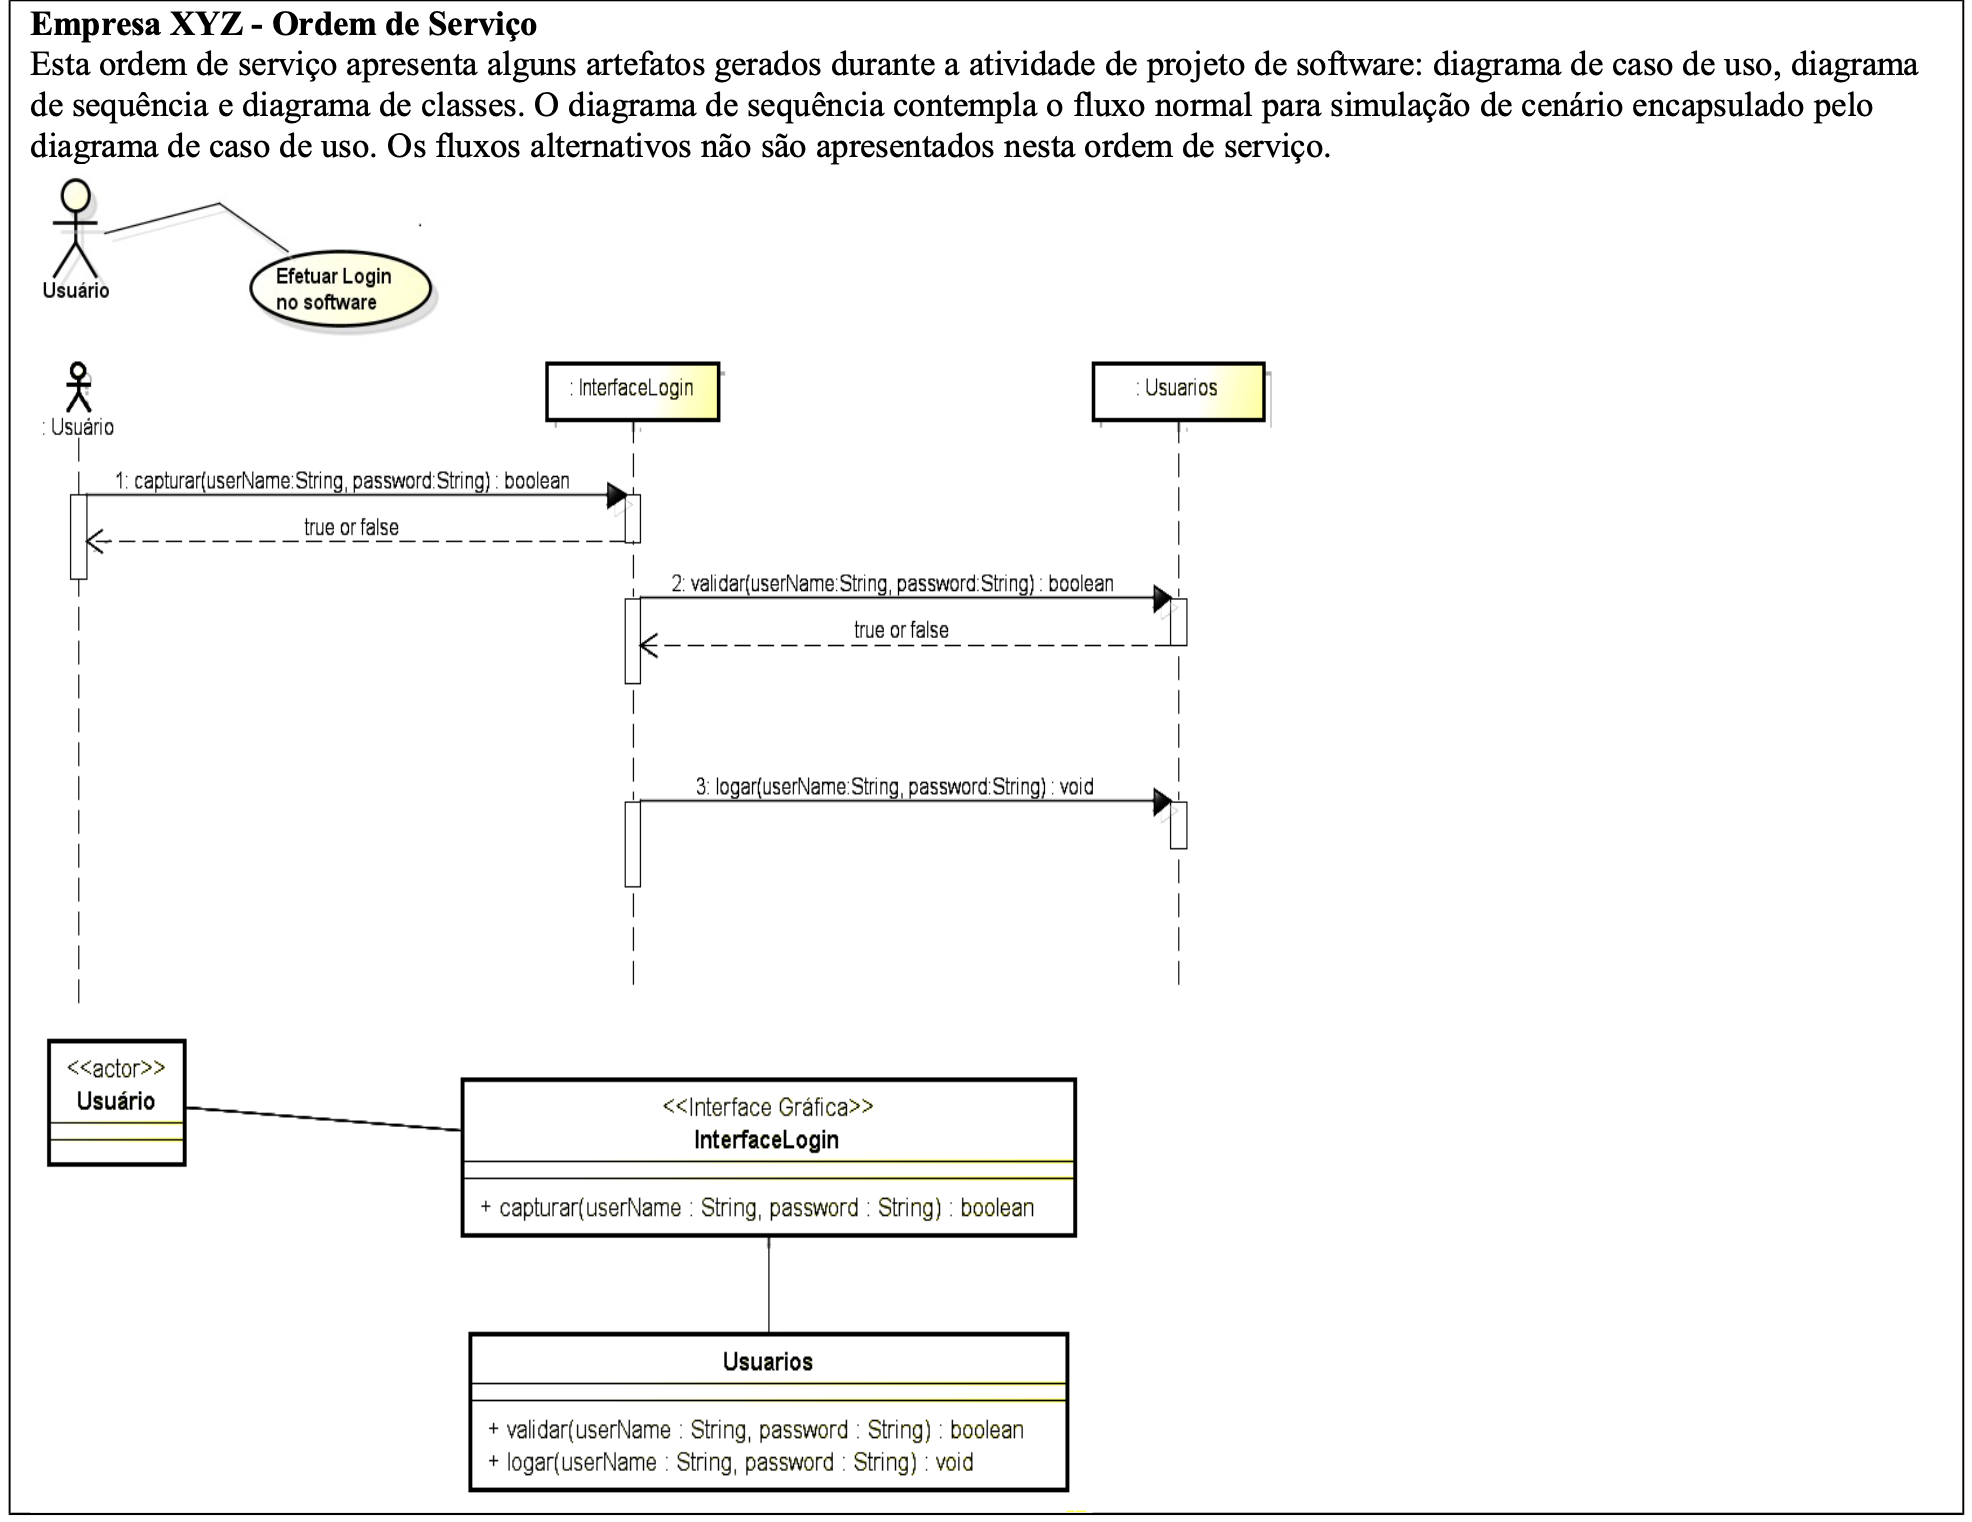 Empresa XYZ - Ordem de Serviço
Esta ordem de serviço apresenta alguns artefatos gerados durante a atividade de projeto de software: diagrama de caso de uso, diagrama
de sequência e diagrama de classes. O diagrama de sequência contempla o fluxo normal para simulação de cenário encapsulado pelo
diagrama de caso de uso. Os fluxos alternativos não são apresentados nesta ordem de serviço.
Usuário
Efetuar Login
no software
: Usuário
: InterfaceLogin
: Usuarios
1: capturar(userName:String, password:String) : boolean
true or false
2: validar(userName:String, password:String) : boolean
true or false
3: logar(userName:String, password:String) : void
<<actor>>
Usuário
<<Interface Gráfica>>
InterfaceLogin
+ capturar(userName : String, password : String) : boolean
Usuarios
+ validar(userName : String, password : String) : boolean
+ logar(userName : String, password : String) : void